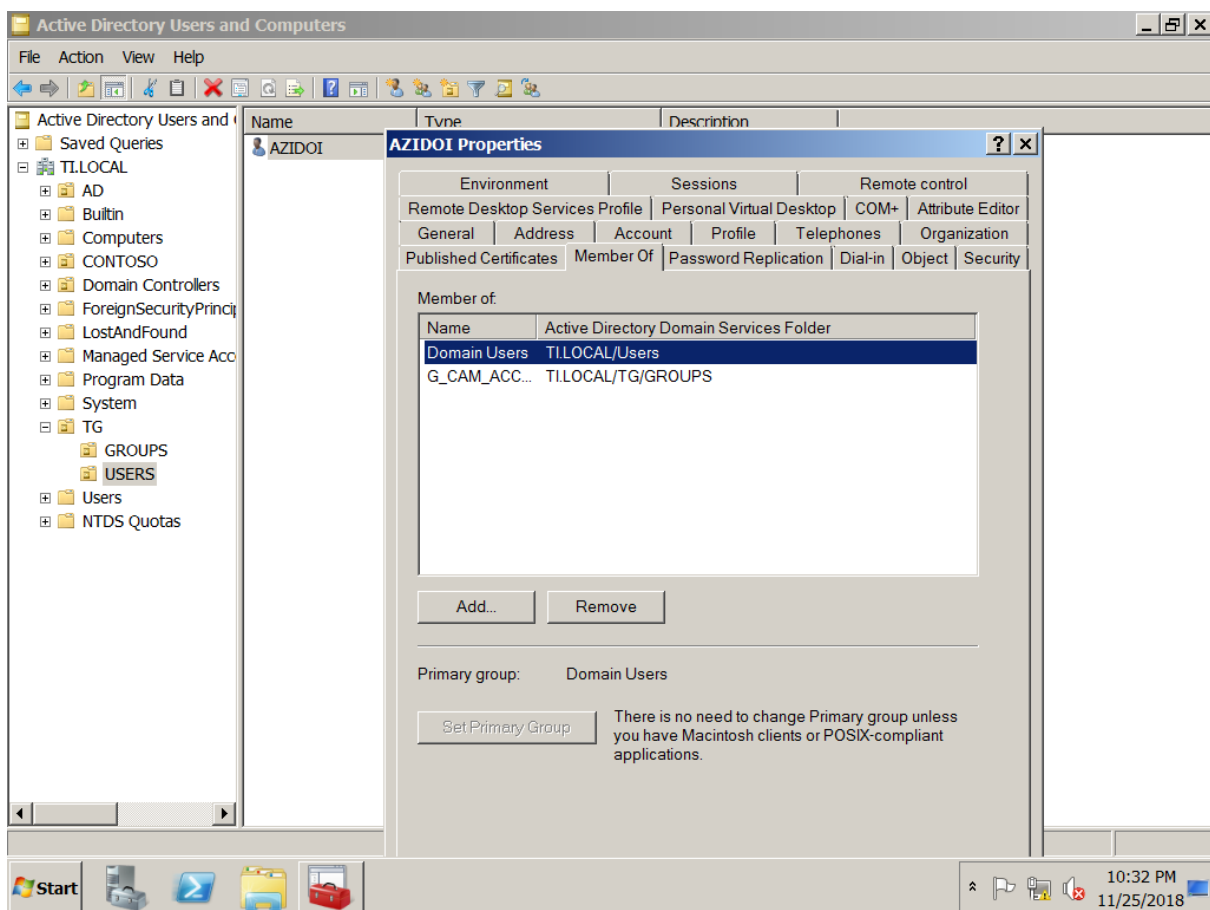 Active Directory Users and Computers
File Action View Help
Active Directory Users and
Saved Queries
TI.LOCAL
AD
Builtin
Computers
CONTOSO
Domain Controllers
ForeignSecurityPrincip
LostAndFound
Managed Service Acco
Program Data
System
TG
GROUPS
USERS
Users
NTDS Quotas
Name Type Description
AZIDOI
AZIDOI Properties
Environment Sessions Remote control
Remote Desktop Services Profile Personal Virtual Desktop COM+ Attribute Editor
General Address Account Profile Telephones Organization
Published Certificates Member Of Password Replication Dial-in Object Security
Member of:
Name Active Directory Domain Services Folder
Domain Users TI.LOCAL/Users
G_CAM_ACC... TI.LOCAL/TG/GROUPS
Add... Remove
Primary group: Domain Users
Set Primary Group
There is no need to change Primary group unless
you have Macintosh clients or POSIX-compliant
applications.
Start
10:32 PM
11/25/2018